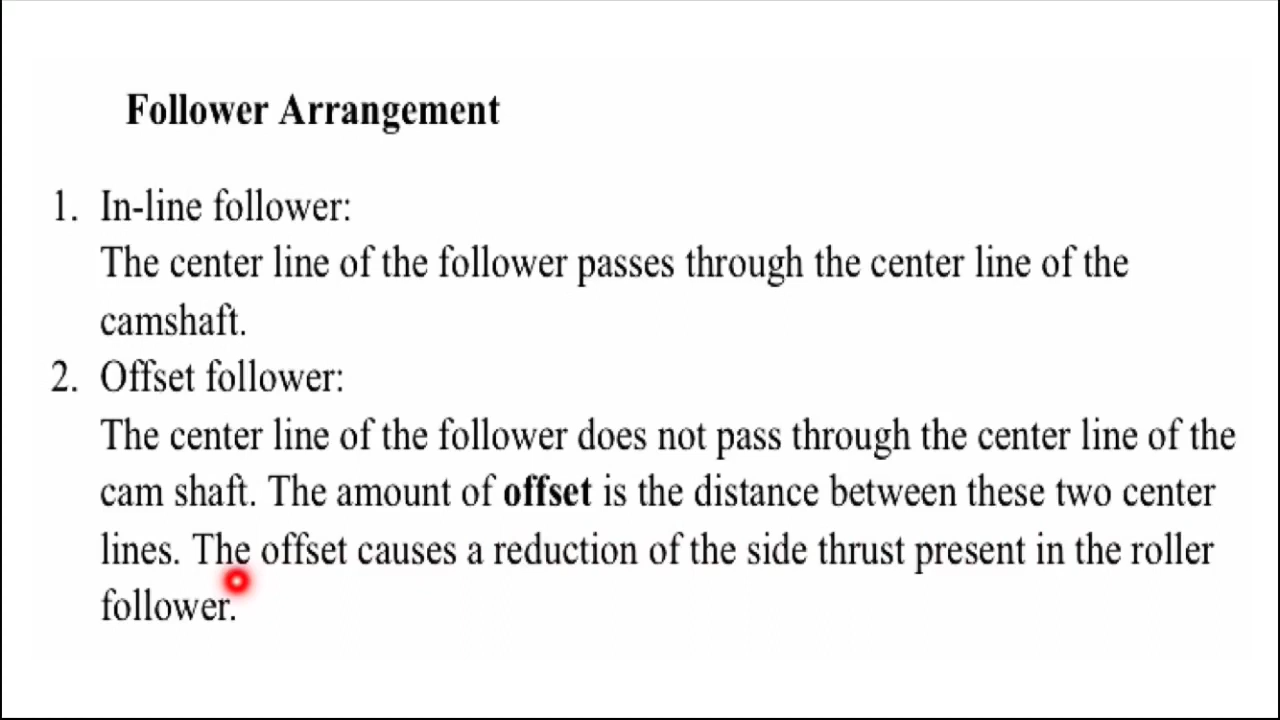 Follower Arrangement
1. In-line follower:
The center line of the follower passes through the center line of the
camshaft.
2. Offset follower:
The center line of the follower does not pass through the center line of the
cam shaft. The amount of offset is the distance between these two center
lines. The offset causes a reduction of the side thrust present in the roller
follower.